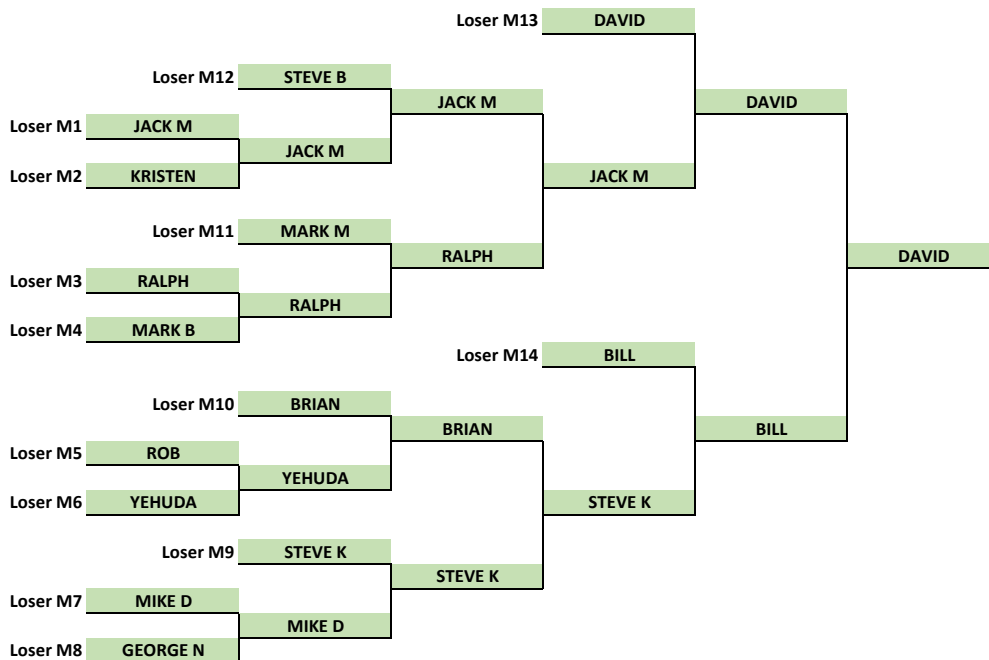 Loser M13 DAVID
Loser M12 STEVE B
JACK M DAVID
Loser M1 JACK M
JACK M
Loser M2 KRISTEN JACK M
Loser M11 MARK M
RALPH DAVID
Loser M3 RALPH
RALPH
Loser M4 MARK B
Loser M14 BILL
Loser M10 BRIAN
BRIAN BILL
Loser M5 ROB
YEHUDA
Loser M6 YEHUDA STEVE K
Loser M9 STEVE K
STEVE K
Loser M7 MIKE D
MIKE D
Loser M8 GEORGE N